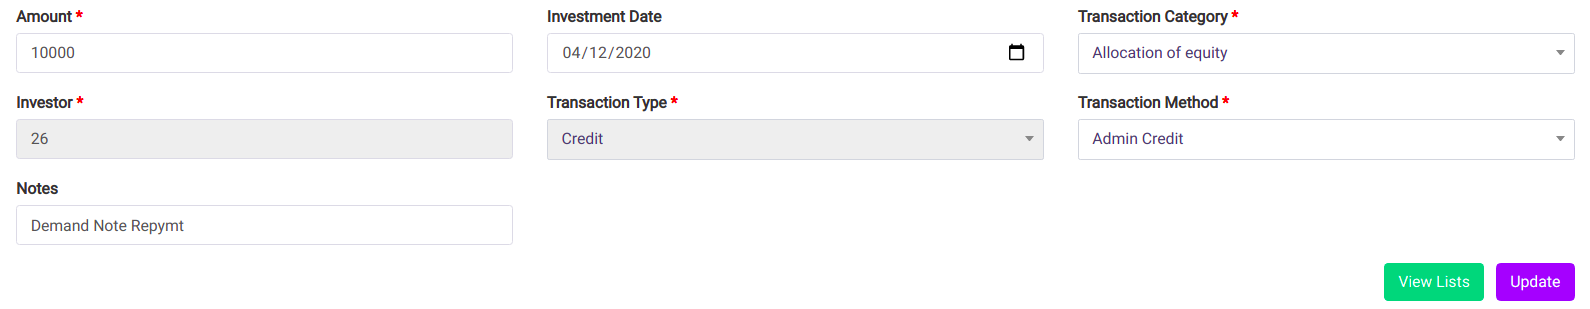 Amount *
Investment Date
Transaction Category *
10000
04/12/2020
Allocation of equity
Investor *
Transaction Type *
Transaction Method *
26
Credit
Admin Credit
Notes
Demand Note Repymt
View Lists
Update